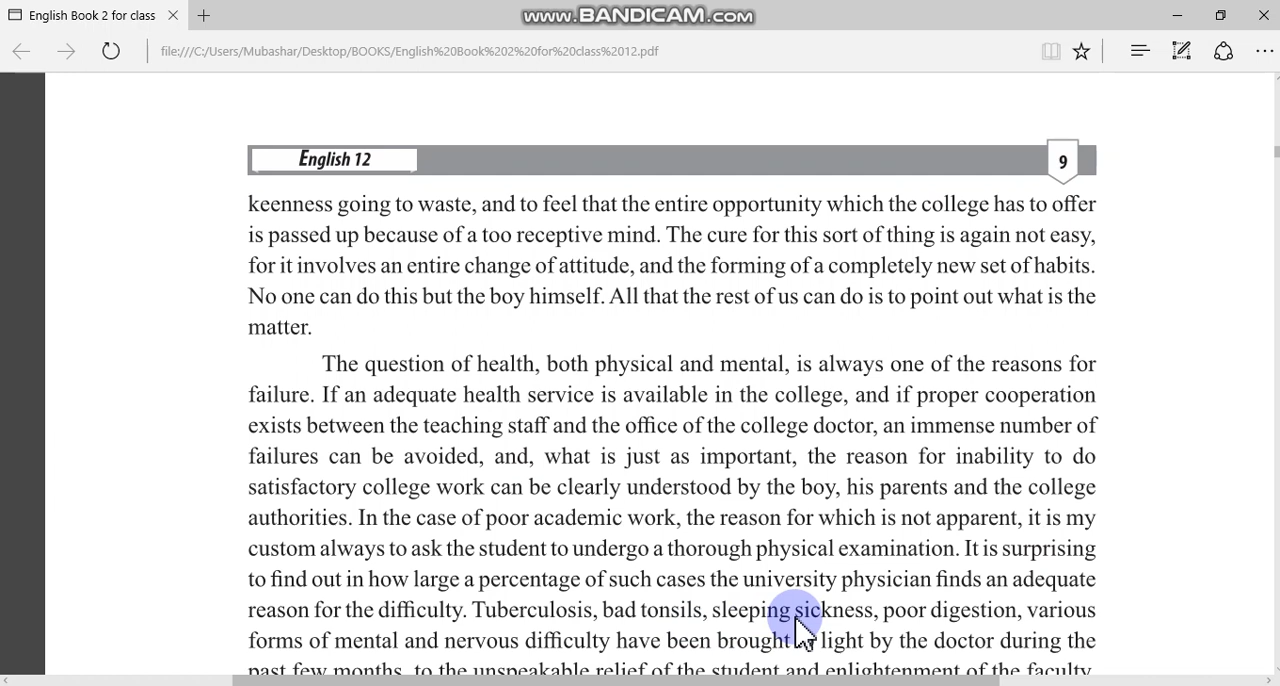 English Book 2 for class
www.BANDICAM.com
file:///C:/Users/Mubashar/Desktop/BOOKS/English%20Book%202%20for%20class%2012.pdf
English 12
9
keenness going to waste, and to feel that the entire opportunity which the college has to offer
is passed up because of a too receptive mind. The cure for this sort of thing is again not easy,
for it involves an entire change of attitude, and the forming of a completely new set of habits.
No one can do this but the boy himself. All that the rest of us can do is to point out what is the
matter.
The question of health, both physical and mental, is always one of the reasons for
failure. If an adequate health service is available in the college, and if proper cooperation
exists between the teaching staff and the office of the college doctor, an immense number of
failures can be avoided, and, what is just as important, the reason for inability to do
satisfactory college work can be clearly understood by the boy, his parents and the college
authorities. In the case of poor academic work, the reason for which is not apparent, it is my
custom always to ask the student to undergo a thorough physical examination. It is surprising
to find out in how large a percentage of such cases the university physician finds an adequate
reason for the difficulty. Tuberculosis, bad tonsils, sleeping sickness, poor digestion, various
forms of mental and nervous difficulty have been brought light by the doctor during the
past few months, to the unspeakable relief of the student and enlightenment of the faculty.